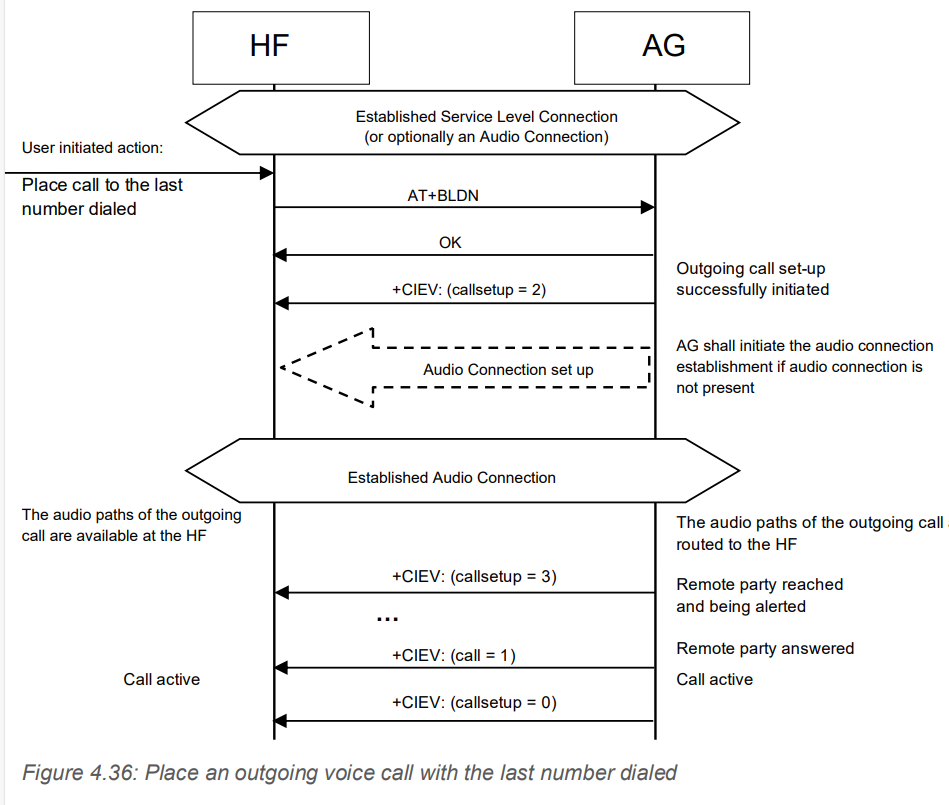 HF
AG
Established Service Level Connection
(or optionally an Audio Connection)
User initiated action:
Place call to the last
number dialed
AT+BLDN
OK
Outgoing call set-up
successfully initiated
+CIEV: (callsetup = 2)
AG shall initiate the audio connection
establishment if audio connection is
not present
Audio Connection set up
Established Audio Connection
The audio paths of the outgoing
call are available at the HF
The audio paths of the outgoing call
routed to the HF
+CIEV: (callsetup = 3)
Remote party reached
and being alerted
...
Remote party answered
+CIEV: (call = 1)
Call active
Call active
+CIEV: (callsetup = 0)
Figure 4.36: Place an outgoing voice call with the last number dialed